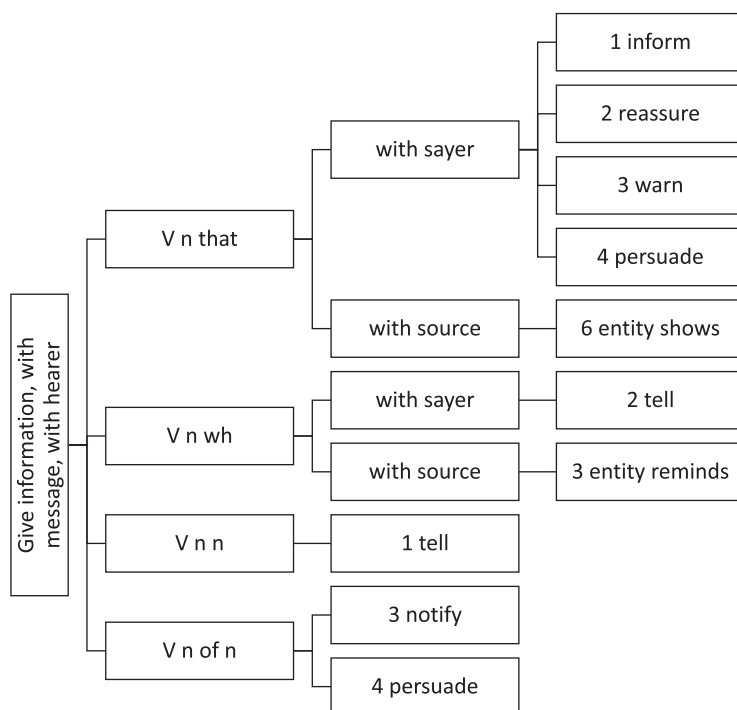 Give information, with
message, with hearer
V n that
with sayer
1 inform
2 reassure
3 warn
4 persuade
with source
6 entity shows
V n wh
with sayer
2 tell
with source
3 entity reminds
V n n
1 tell
V n of n
3 notify
4 persuade